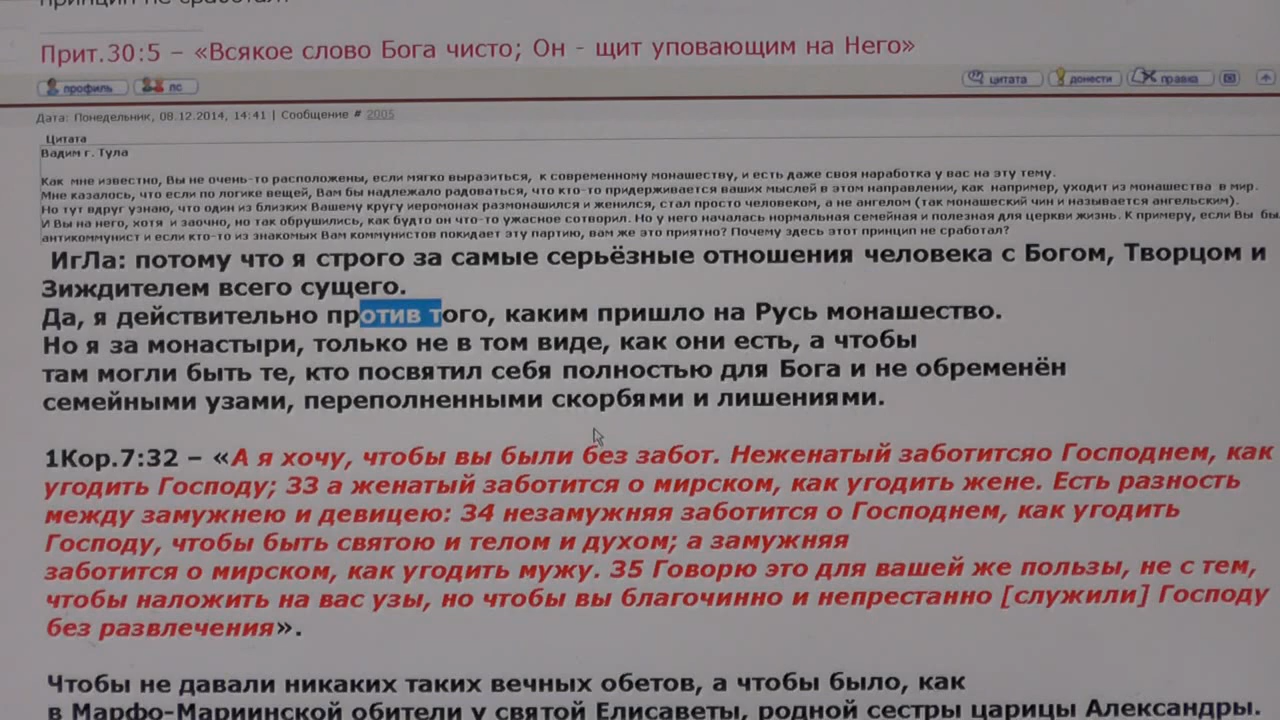 принцип не сработал?
Прит.30:5 – «Всякое слово Бога чисто; Он - щит уповающим на Него»
профиль лс цитата донести правка
Дата: Понедельник, 08.12.2014, 14:41 | Сообщение # 2005
Цитата
Вадим г. Тула
Как мне известно, Вы не очень-то расположены, если мягко выразиться, к современному монашеству, и есть даже своя наработка у вас на эту тему.
Мне казалось, что если по логике вещей, Вам бы надлежало радоваться, что кто-то придерживается ваших мыслей в этом направлении, как например, уходит из монашества в мир.
Но тут вдруг узнаю, что один из близких Вашему кругу иеромонах размонашился и женился, стал просто человеком, а не ангелом (так монашеский чин и называется ангельским).
И Вы на него, хотя и заочно, но так обрушились, как будто он что-то ужасное сотворил. Но у него началась нормальная семейная и полезная для церкви жизнь. К примеру, если Вы бы
антикоммунист и если кто-то из знакомых Вам коммунистов покидает эту партию, вам же это приятно? Почему здесь этот принцип не сработал?
ИгЛа: потому что я строго за самые серьёзные отношения человека с Богом, Творцом и
Зиждителем всего сущего.
Да, я действительно против того, каким пришло на Русь монашество.
Но я за монастыри, только не в том виде, как они есть, а чтобы
там могли быть те, кто посвятил себя полностью для Бога и не обременён
семейными узами, переполненными скорбями и лишениями.
1Кор.7:32 – «А я хочу, чтобы вы были без забот. Неженатый заботитсяо Господнем, как
угодить Господу; 33 а женатый заботится о мирском, как угодить жене. Есть разность
между замужнею и девицею: 34 незамужняя заботится о Господнем, как угодить
Господу, чтобы быть святою и телом и духом; а замужняя
заботится о мирском, как угодить мужу. 35 Говорю это для вашей же пользы, не с тем,
чтобы наложить на вас узы, но чтобы вы благочинно и непрестанно [служили] Господу
без развлечения».
Чтобы не давали никаких таких вечных обетов, а чтобы было, как
в Марфо-Мариинской обители у святой Елисаветы, родной сестры царицы Александры.